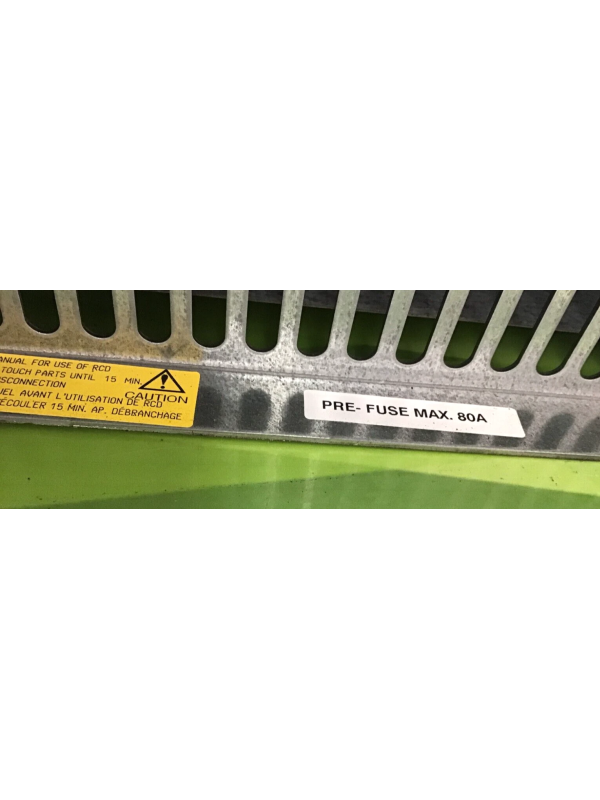 ANUAL FOR USE OF RCD
TOUCH PARTS UNTIL 15 MIN.
ISCONNECTION
CAUTION
UEL AVANT L'UTILISATION DE RCD
ÉCOULER 15 MIN. AP. DÉBRANCHAGE
PRE- FUSE MAX. 80A